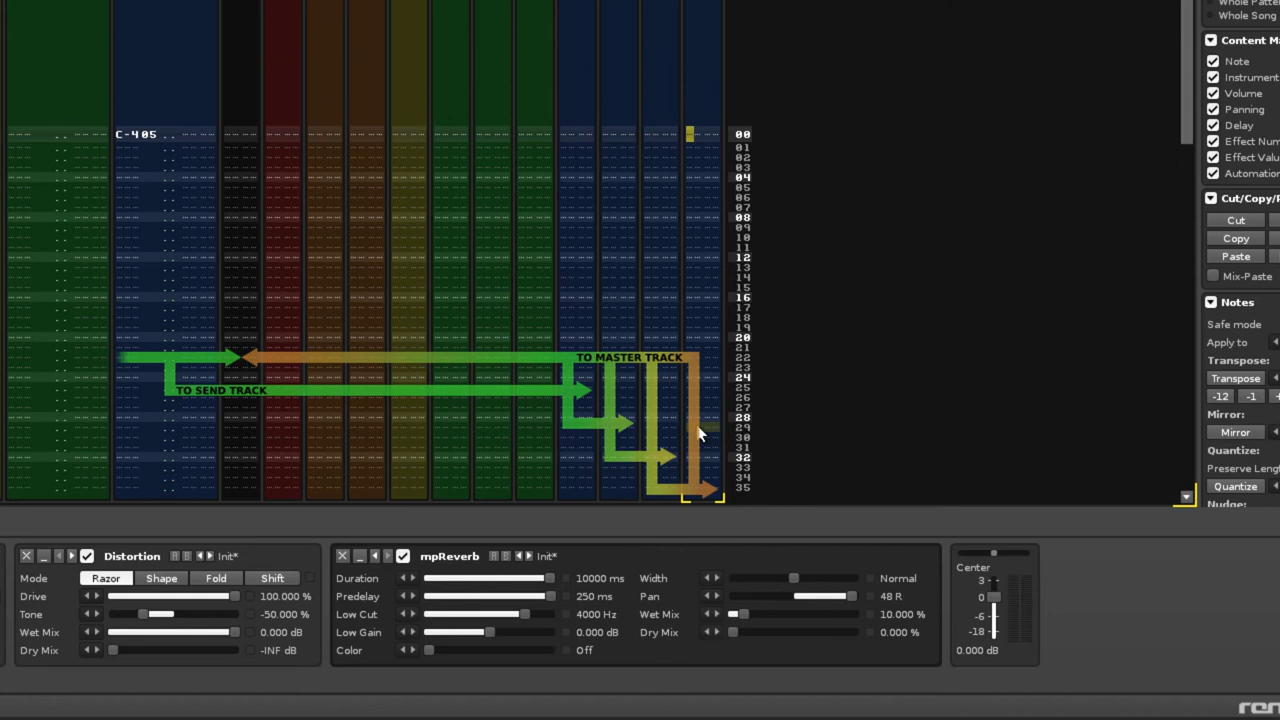 Whole Patte
Whole Song
Content Ma
Note
Instrument
Volume
Panning
Delay
Effect Num
Effect Valu
Automation
Cut/Copy/P
Cut
Copy
Paste
Mix-Paste
Notes
Safe mode
Apply to
Transpose:
Transpose
-12 -1
Mirror:
Mirror
Quantize:
Preserve Length
Quantize
Nudge:
C-4 05
00
01
02
03
04
05
06
07
08
09
10
11
12
13
14
15
16
17
18
19
20
21
22
23
24
25
26
27
28
29
30
31
32
33
34
35
TO MASTER TRACK
TO SEND TRACK
Distortion Init*
Mode Razor Shape Fold Shift
Drive 100.000 %
Tone -50.000 %
Wet Mix 0.000 dB
Dry Mix -INF dB
mpReverb Init*
Duration 10000 ms Width Normal
Predelay 250 ms Pan 48 R
Low Cut 4000 Hz Wet Mix 10.000 %
Low Gain 0.000 dB Dry Mix 0.000 %
Color Off
Center
3
0
-6
-18
0.000 dB